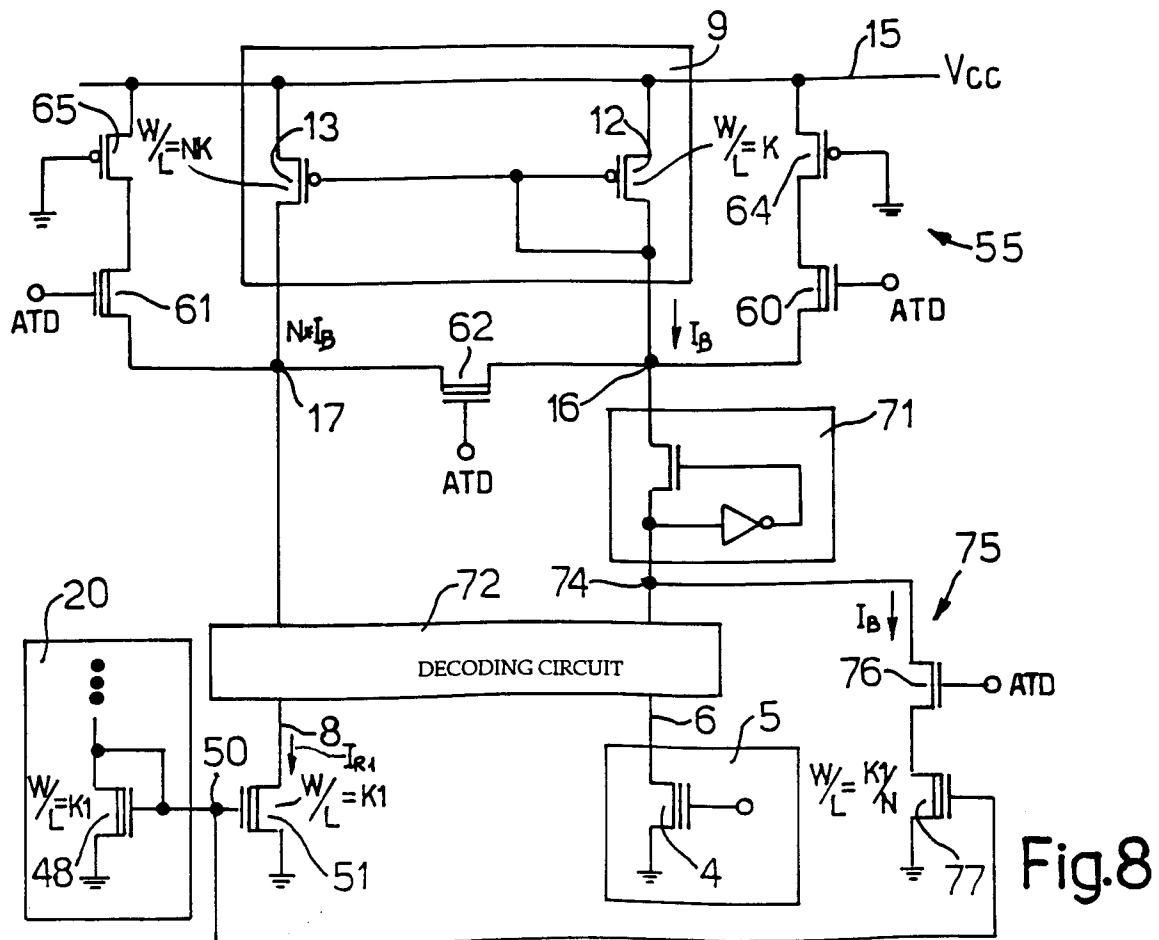 9
15
VCC
65
W/L=NK
13
12
W/L=K
64
55
ATD
61
60
ATD
N*IB
62
IB
17
16
71
ATD
20
72
74
75
IB
DECODING CIRCUIT
76
ATD
8
6
5
50
IR1
W/L=K1
W/L=K1
W/L=K1/N
48
51
4
77
Fig.8